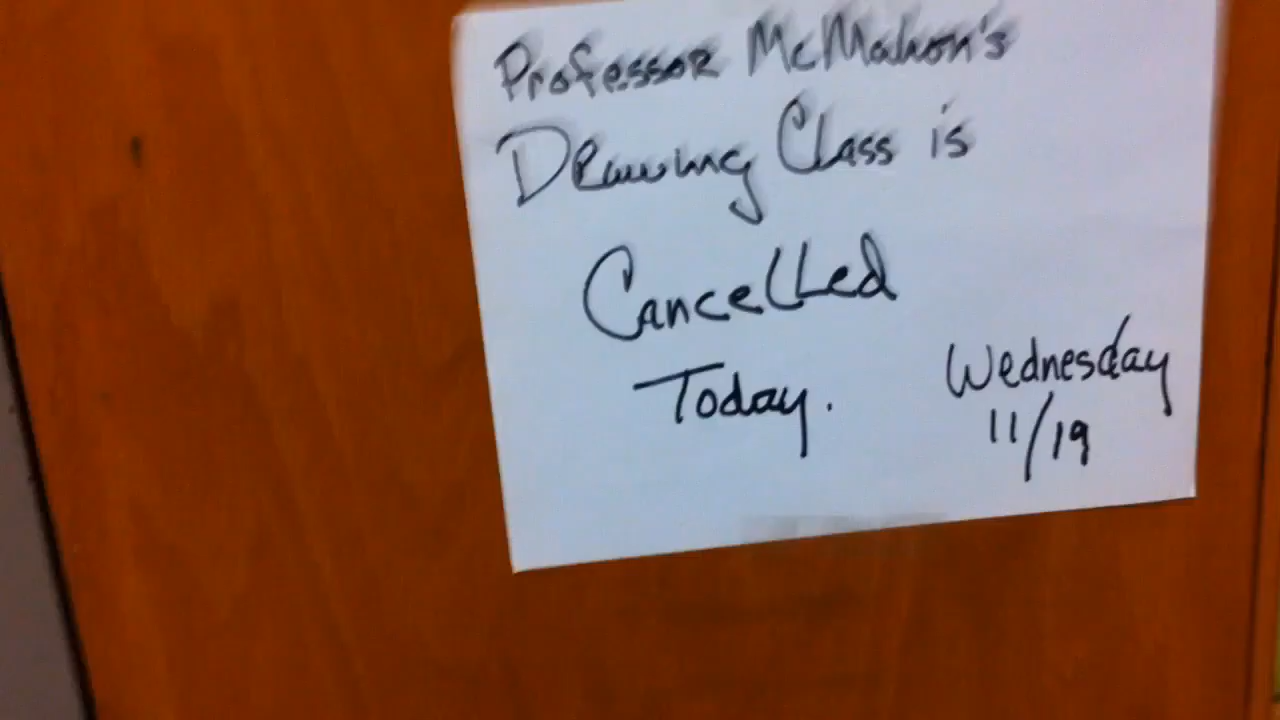 Professor McMahon's
Drawing Class is
Cancelled
Today.
Wednesday
11/19